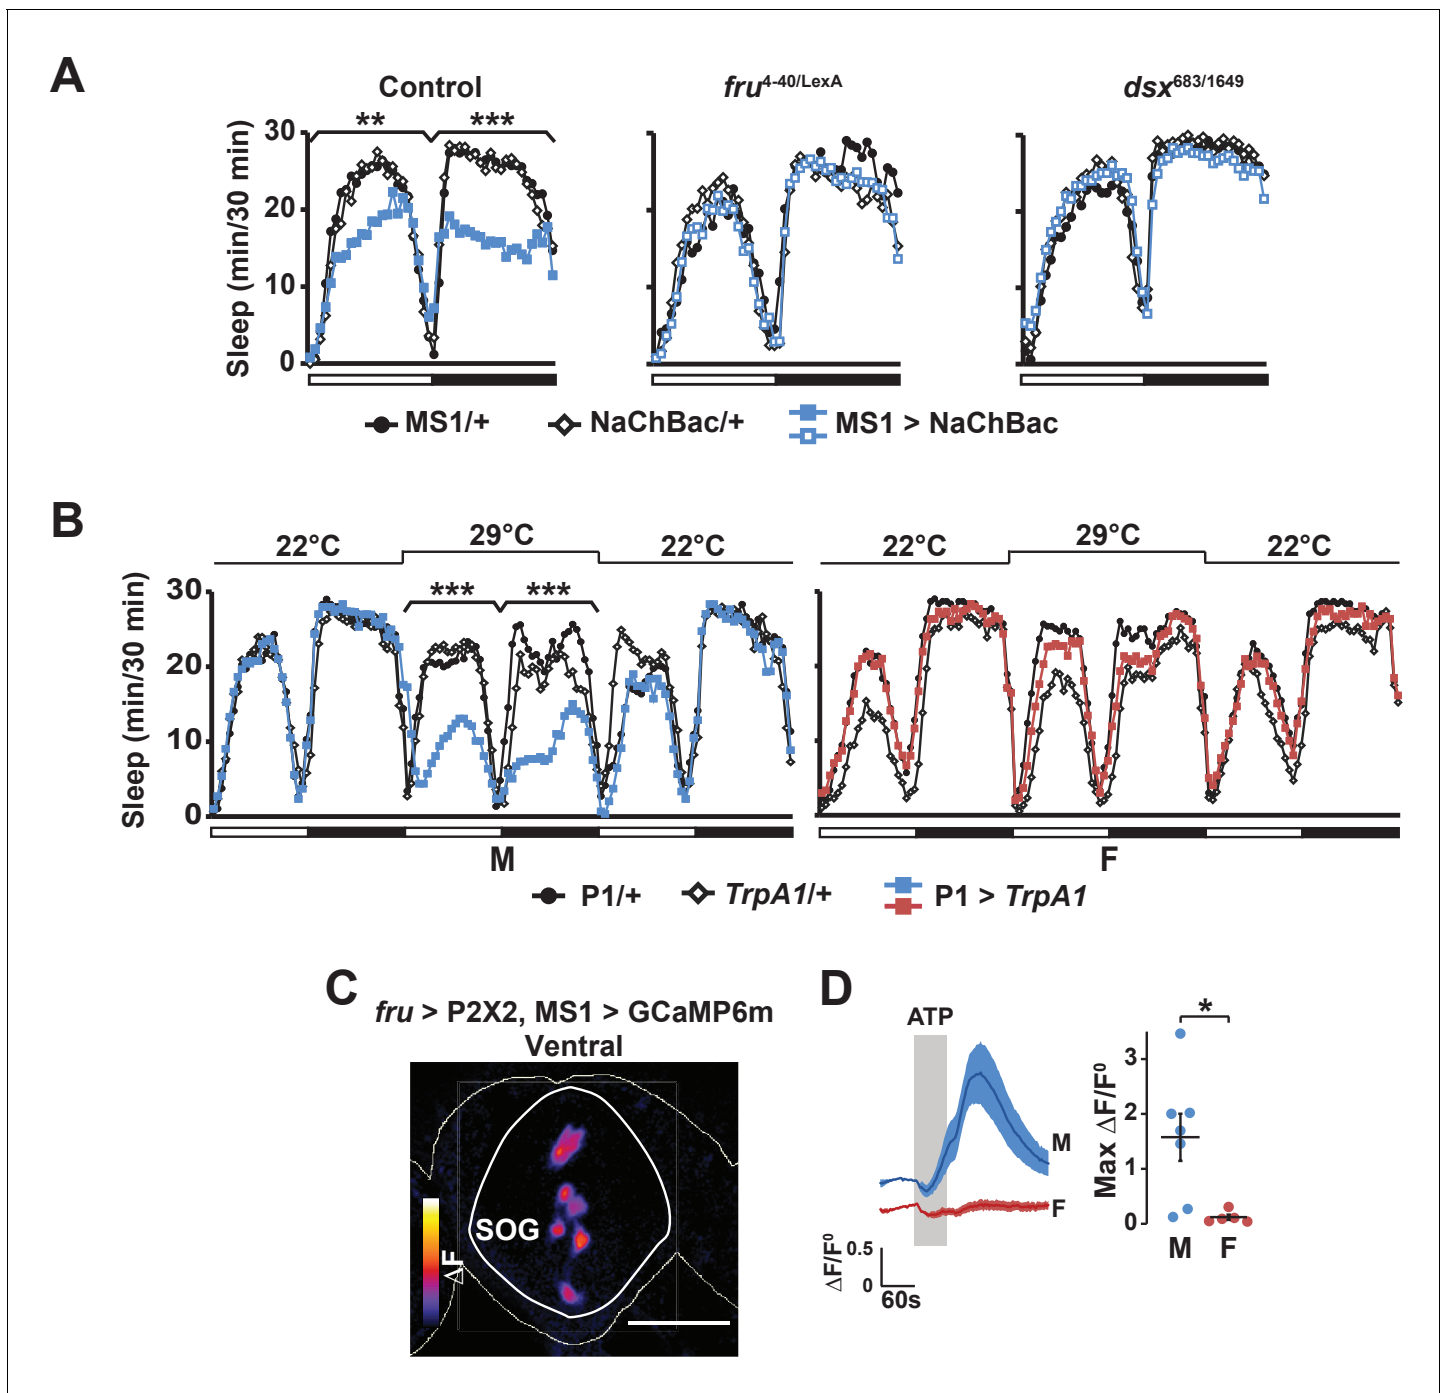 A
Control
fru4-40/LexA
dsx683/1649
** ***
Sleep (min/30 min)
30
20
10
0
MS1/+ NaChBac/+ MS1 > NaChBac
B
22°C 29°C 22°C
22°C 29°C 22°C
*** ***
Sleep (min/30 min)
30
20
10
0
M
F
P1/+ TrpA1/+ P1 > TrpA1
C
fru > P2X2, MS1 > GCaMP6m
Ventral
SOG
ΔF
D
ATP
M
F
ΔF/F0
0.5
0
60s
*
Max ΔF/F0
3
2
1
0
M F